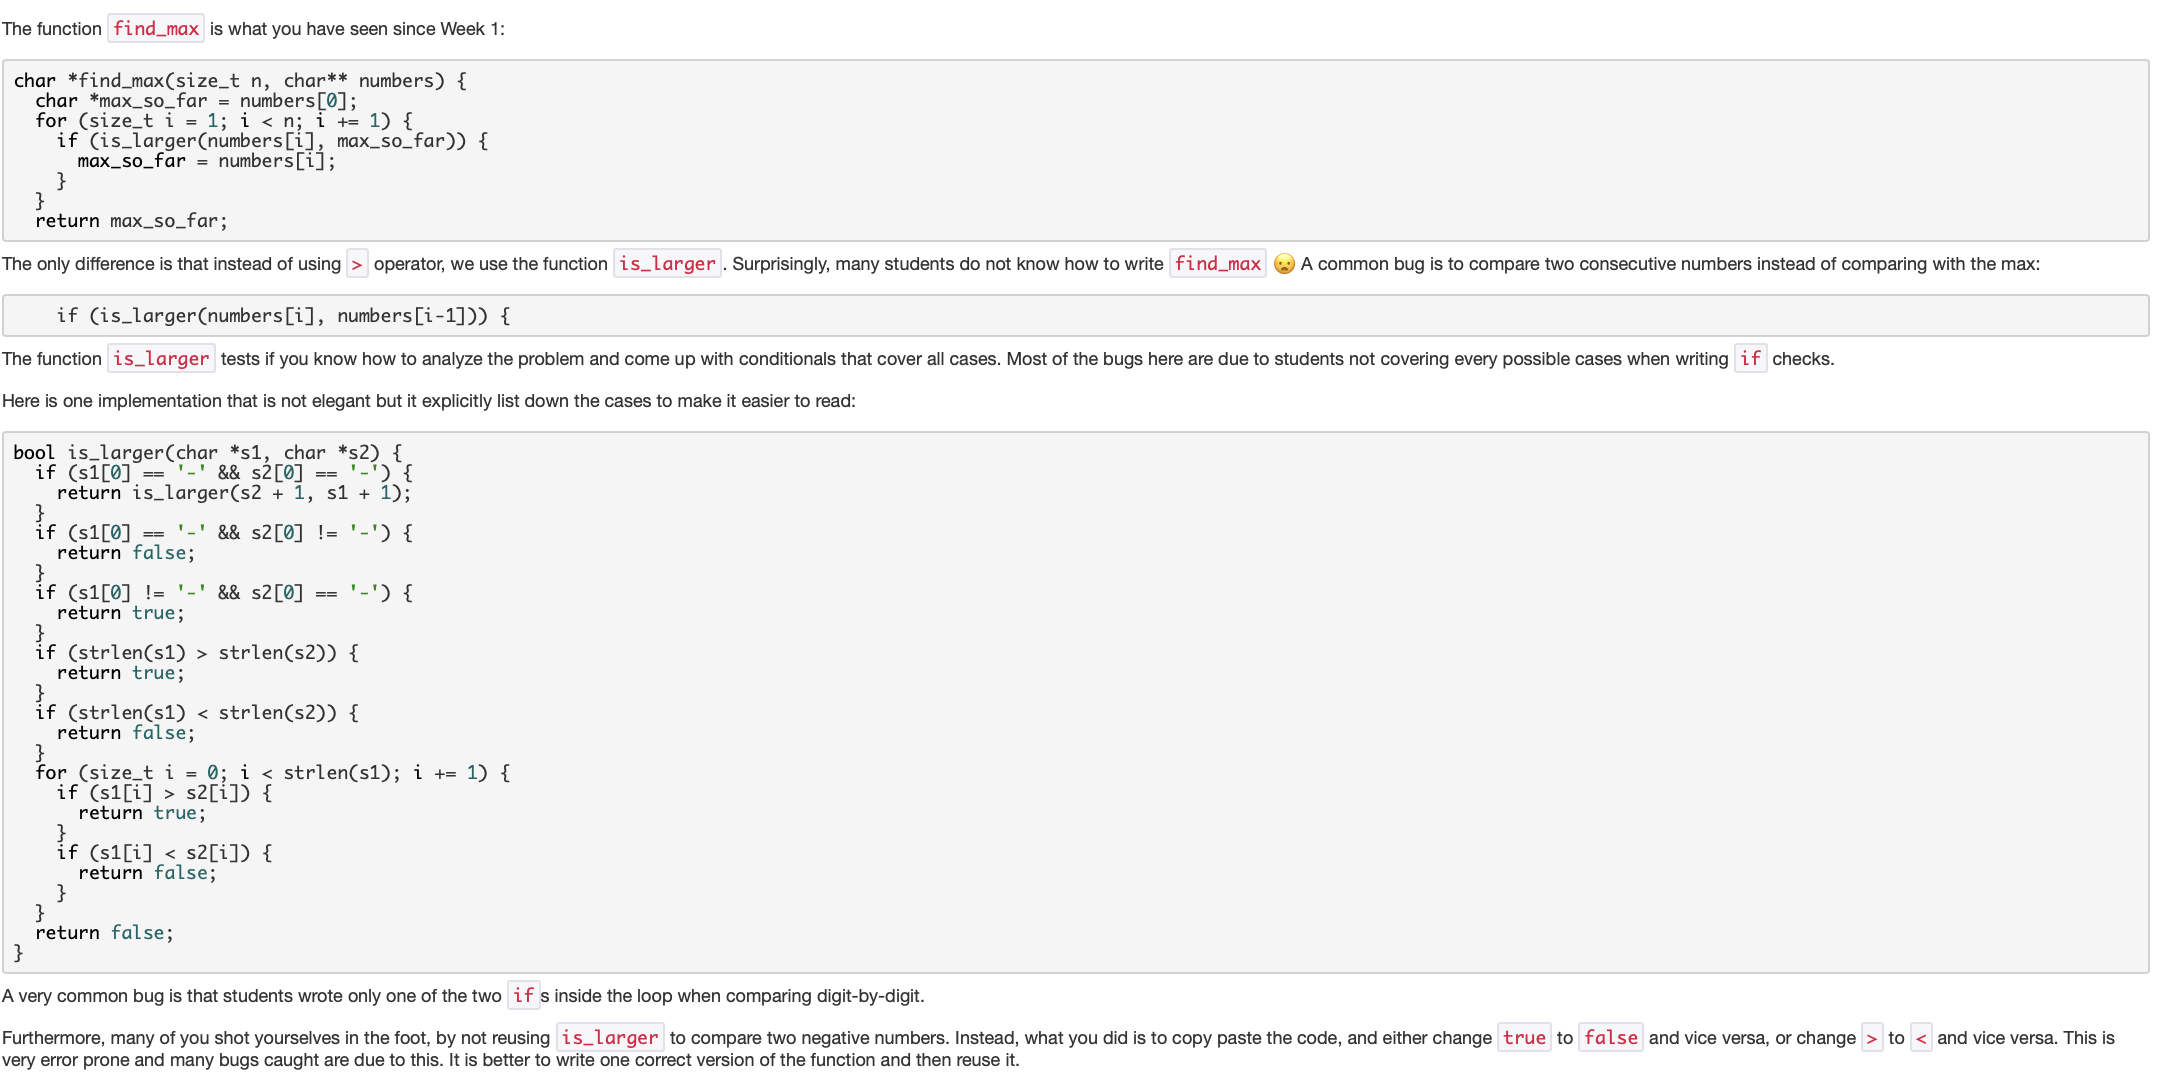 The function find_max is what you have seen since Week 1:
char *find_max(size_t n, char** numbers) {
  char *max_so_far = numbers[0];
  for (size_t i = 1; i < n; i += 1) {
    if (is_larger(numbers[i], max_so_far)) {
      max_so_far = numbers[i];
    }
  }
  return max_so_far;
The only difference is that instead of using > operator, we use the function is_larger. Surprisingly, many students do not know how to write find_max 😦 A common bug is to compare two consecutive numbers instead of comparing with the max:
    if (is_larger(numbers[i], numbers[i-1])) {
The function is_larger tests if you know how to analyze the problem and come up with conditionals that cover all cases. Most of the bugs here are due to students not covering every possible cases when writing if checks.
Here is one implementation that is not elegant but it explicitly list down the cases to make it easier to read:
bool is_larger(char *s1, char *s2) {
  if (s1[0] == '-' && s2[0] == '-') {
    return is_larger(s2 + 1, s1 + 1);
  }
  if (s1[0] == '-' && s2[0] != '-') {
    return false;
  }
  if (s1[0] != '-' && s2[0] == '-') {
    return true;
  }
  if (strlen(s1) > strlen(s2)) {
    return true;
  }
  if (strlen(s1) < strlen(s2)) {
    return false;
  }
  for (size_t i = 0; i < strlen(s1); i += 1) {
    if (s1[i] > s2[i]) {
      return true;
    }
    if (s1[i] < s2[i]) {
      return false;
    }
  }
  return false;
}
A very common bug is that students wrote only one of the two ifs inside the loop when comparing digit-by-digit.
Furthermore, many of you shot yourselves in the foot, by not reusing is_larger to compare two negative numbers. Instead, what you did is to copy paste the code, and either change true to false and vice versa, or change > to < and vice versa. This is
very error prone and many bugs caught are due to this. It is better to write one correct version of the function and then reuse it.